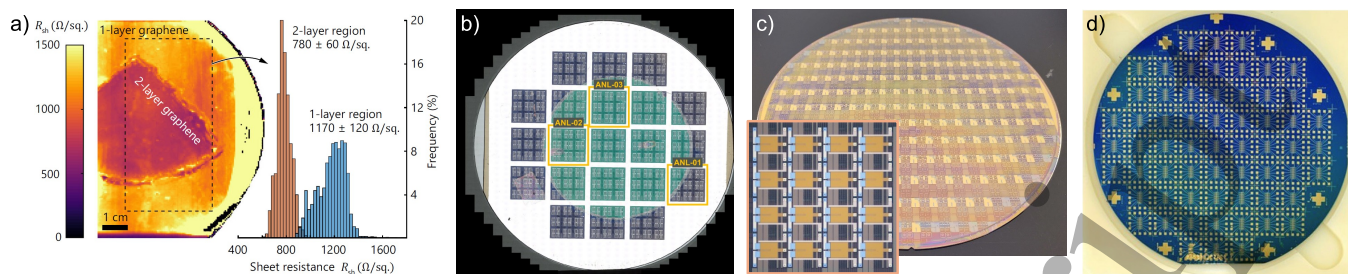 a)
R_sh (Ω/sq.)
1500
1000
500
0
1-layer graphene
2-layer graphene
1 cm
2-layer region
780 ± 60 Ω/sq.
1-layer region
1170 ± 120 Ω/sq.
20
16
12
8
4
Frequency (%)
400
800
1200
1600
Sheet resistance R_sh (Ω/sq.)
b)
ANL-03
ANL-02
ANL-01
c)
d)